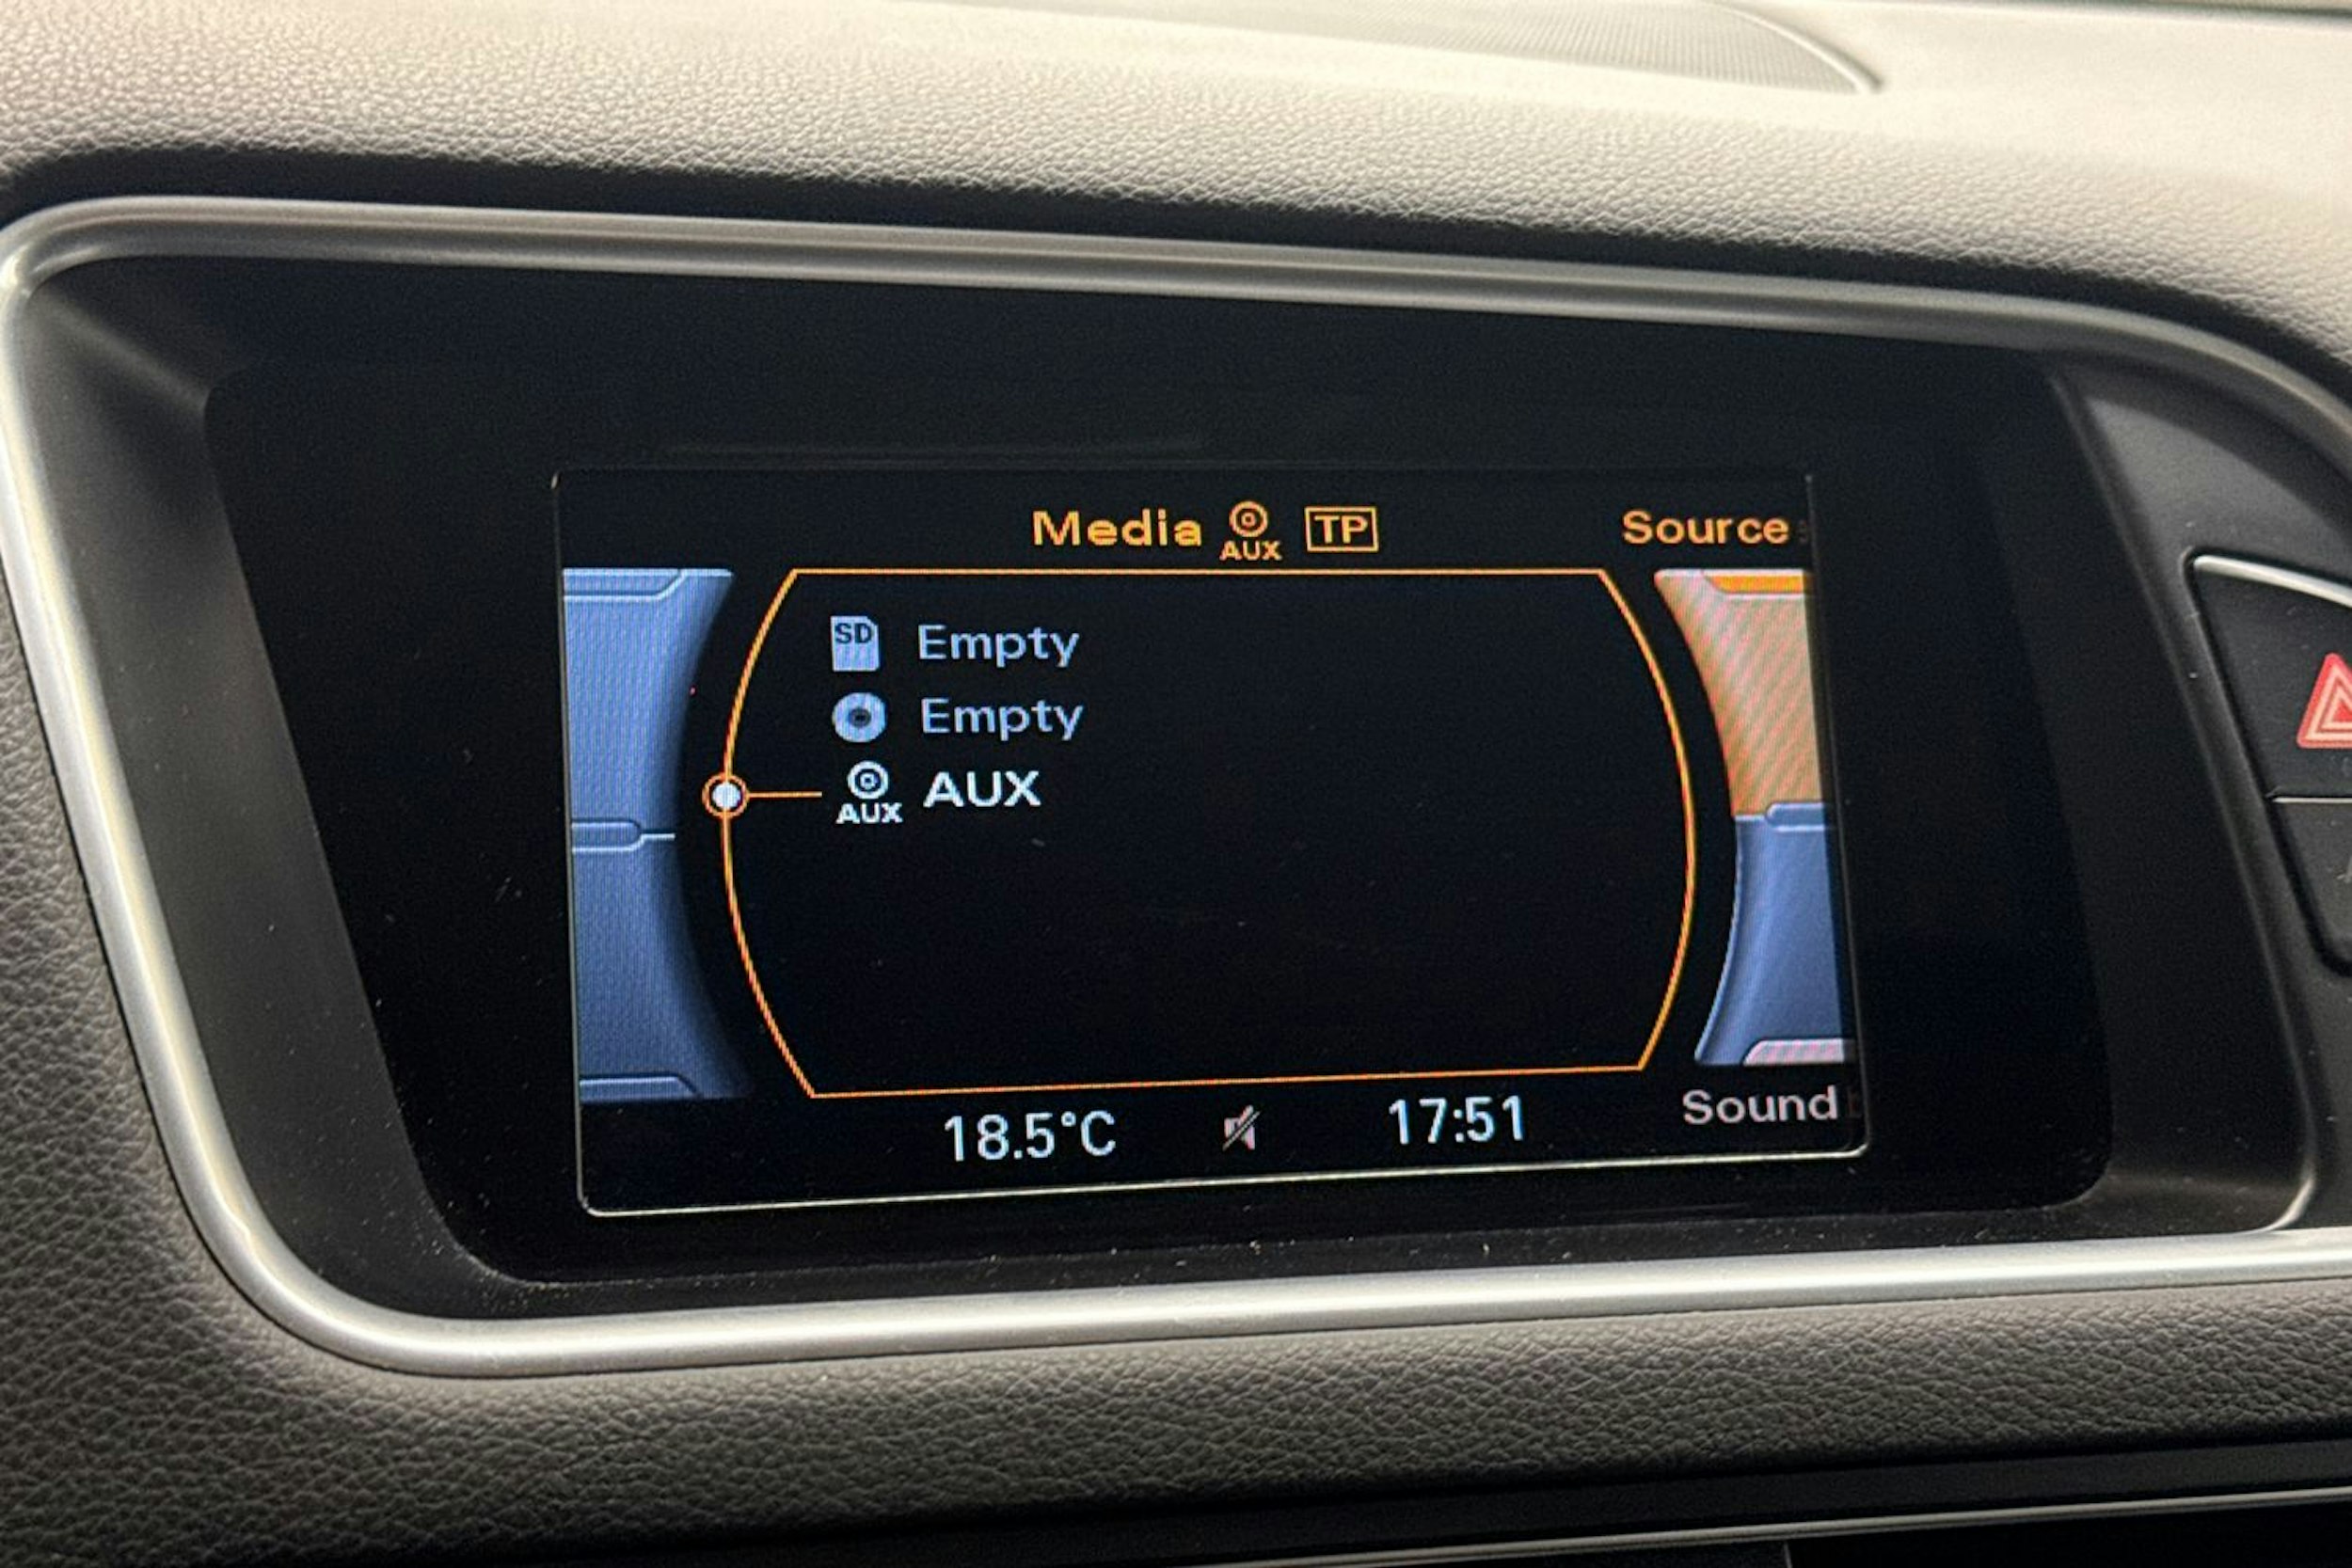 Media AUX TP Source
SD Empty
Empty
AUX AUX
18.5°C 17:51 Sound